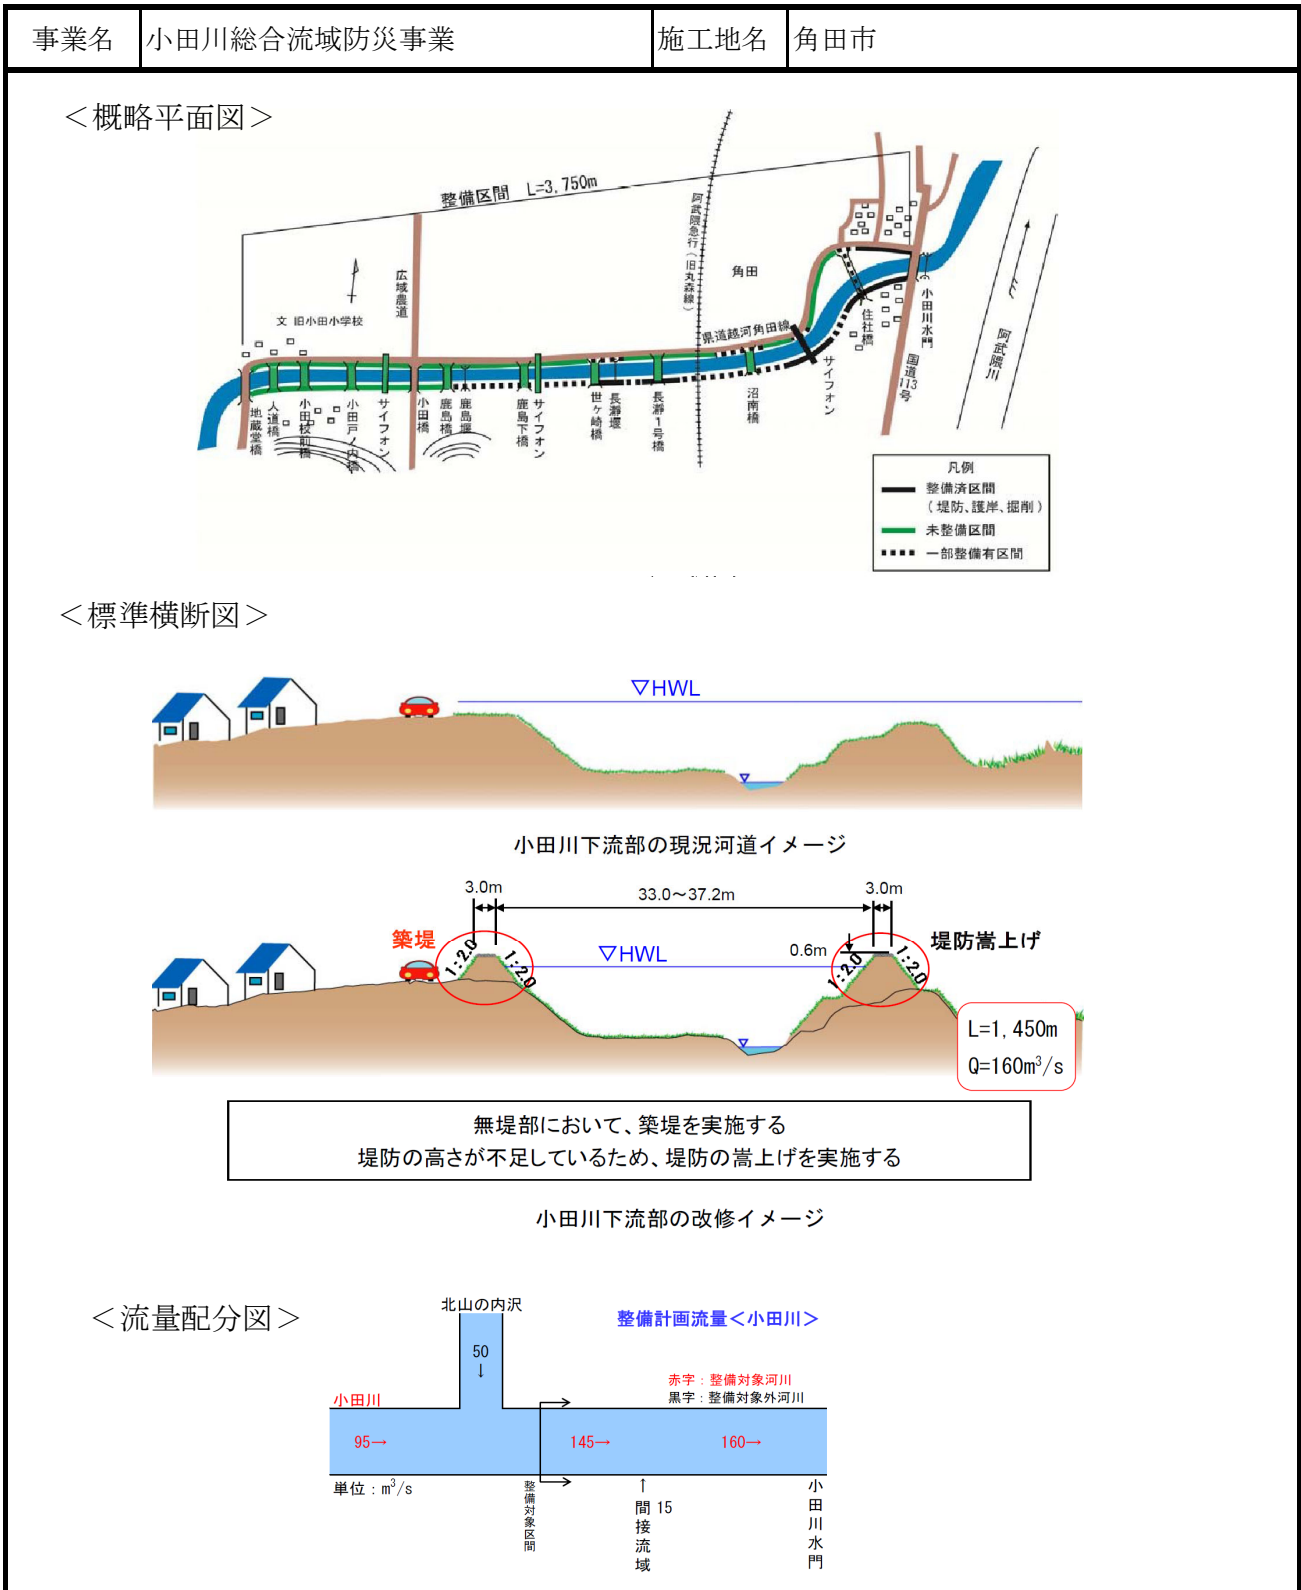 事業名
小田川総合流域防災事業
施工地名
角田市
＜概略平面図＞
整備区間 L=3,750m
阿武隈急行(旧丸森線)
角田
広域農道
文 旧小田小学校
県道越河角田線
住社橋
小田川水門
国道113号
阿武隈川
サイフォン
地蔵堂橋
人道橋
小田校前橋
小田戸ノ内橋
サイフォン
小田橋
鹿島橋
鹿島堰
鹿島下橋
サイフォン
世ヶ崎橋
長瀞堰
長瀞1号橋
沼南橋
凡例
整備済区間
(堤防、護岸、掘削)
未整備区間
一部整備有区間
＜標準横断図＞
▽HWL
小田川下流部の現況河道イメージ
3.0m
33.0～37.2m
3.0m
築堤
1:2.0
1:2.0
▽HWL
0.6m
1:2.0
1:2.0
堤防嵩上げ
L=1,450m
Q=160m³/s
無堤部において、築堤を実施する
堤防の高さが不足しているため、堤防の嵩上げを実施する
小田川下流部の改修イメージ
＜流量配分図＞
北山の内沢
整備計画流量＜小田川＞
50
↓
赤字：整備対象河川
黒字：整備対象外河川
小田川
95→
145→
160→
単位：m³/s
整備対象区間
↑
間接流域
15
小田川水門